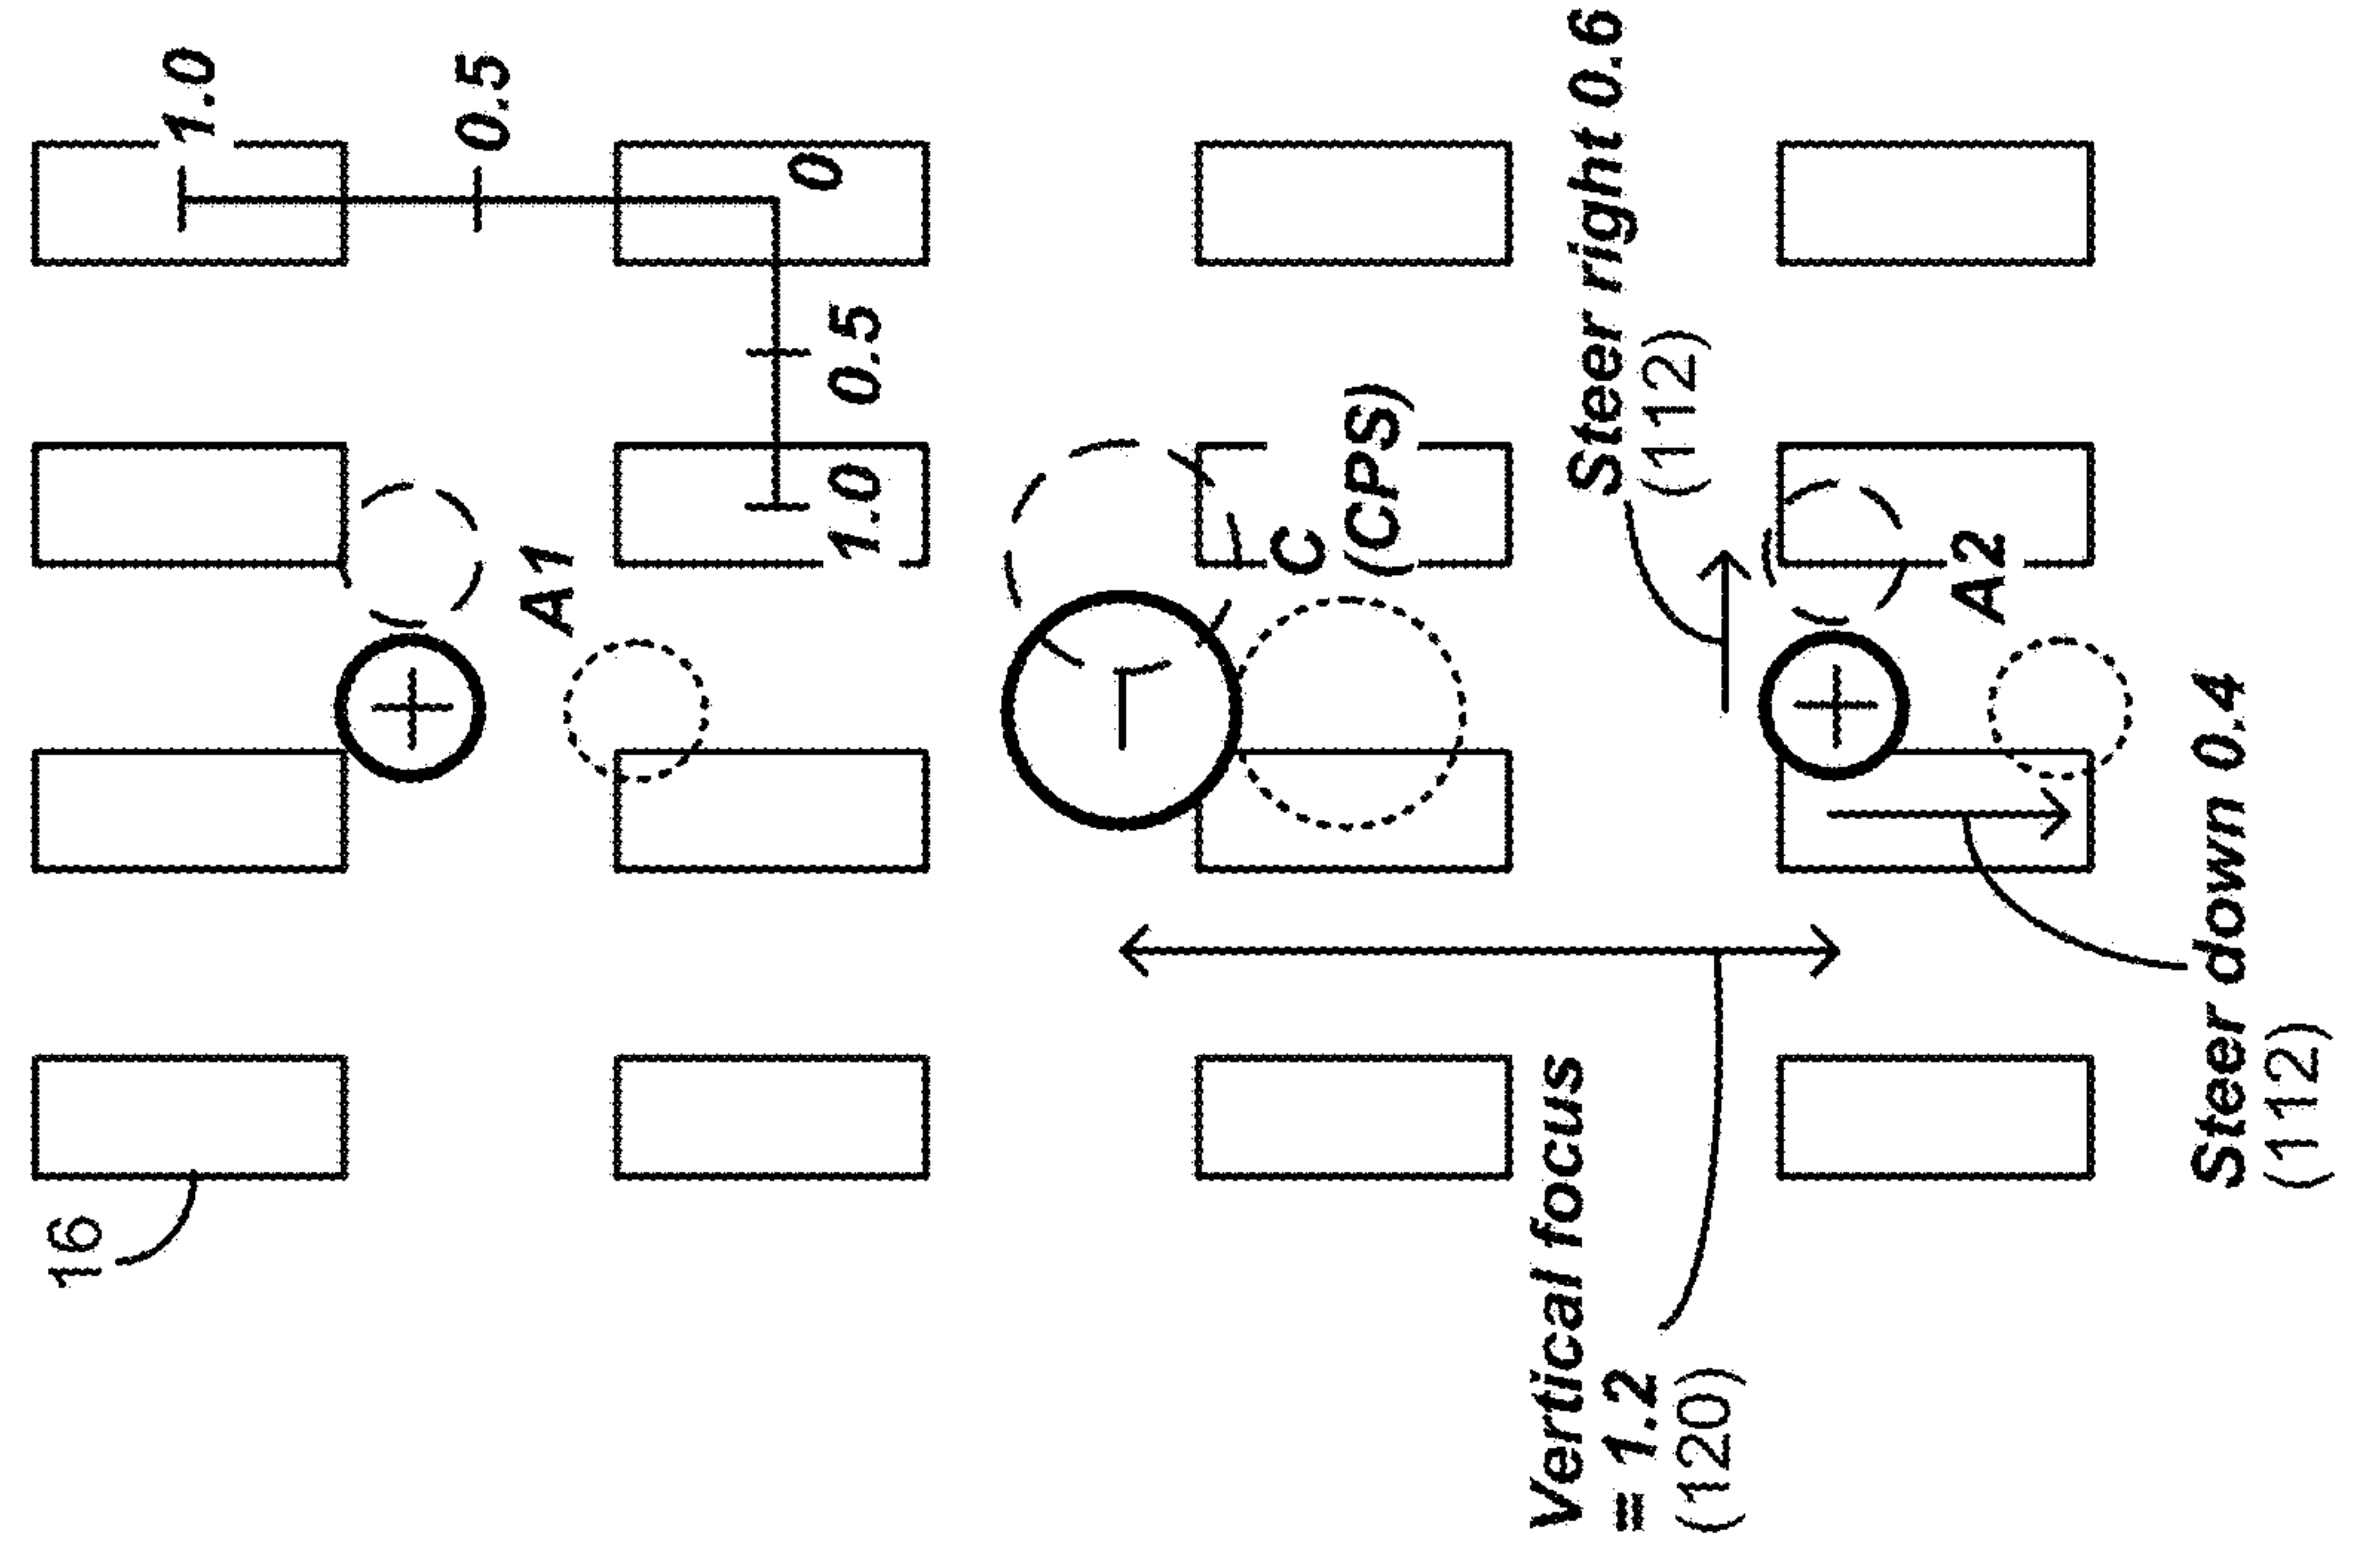 16
1.0
0.5
A1
0
1.0
0.5
C
(CPS)
Vertical focus
= 1.2
(120)
Steer right 0.6
(112)
A2
Steer down 0.4
(112)